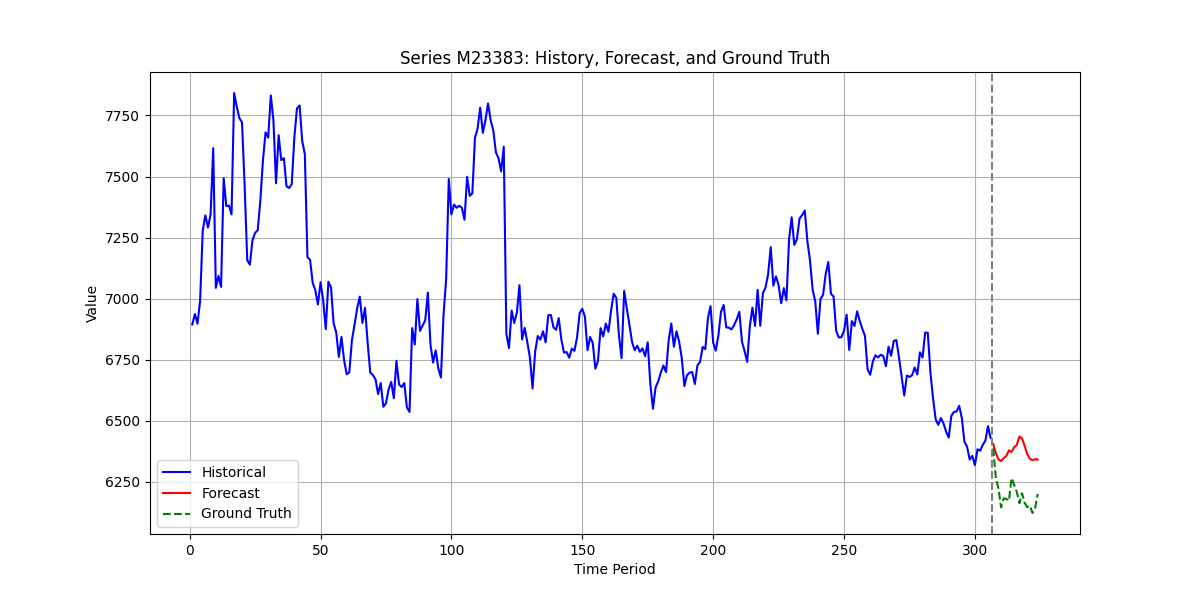 Series M23383: History, Forecast, and Ground Truth
Value
7750
7500
7250
7000
6750
6500
6250
Historical
Forecast
Ground Truth
0 50 100 150 200 250 300
Time Period